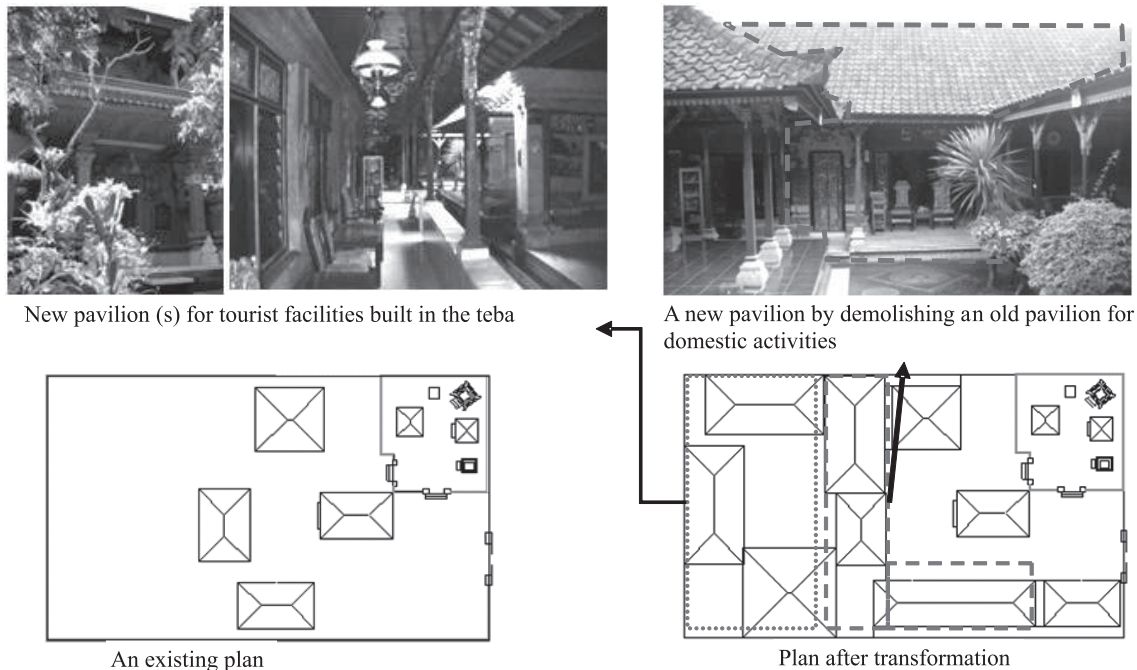 New pavilion (s) for tourist facilities built in the teba
A new pavilion by demolishing an old pavilion for
domestic activities
An existing plan
Plan after transformation